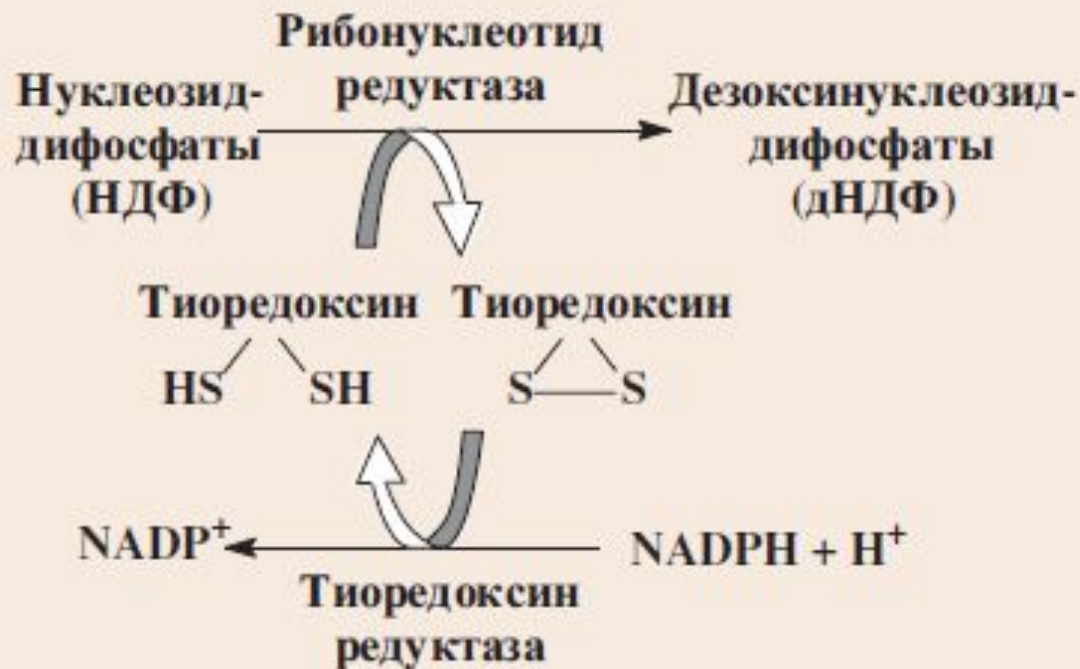 Рибонуклеотид
редуктаза
Нуклеозид-
дифосфаты
(НДФ)
Дезоксинуклеозид-
дифосфаты
(дНДФ)
Тиоредоксин Тиоредоксин
HS SH S S
NADP⁺ NADPH + H⁺
Тиоредоксин
редуктаза